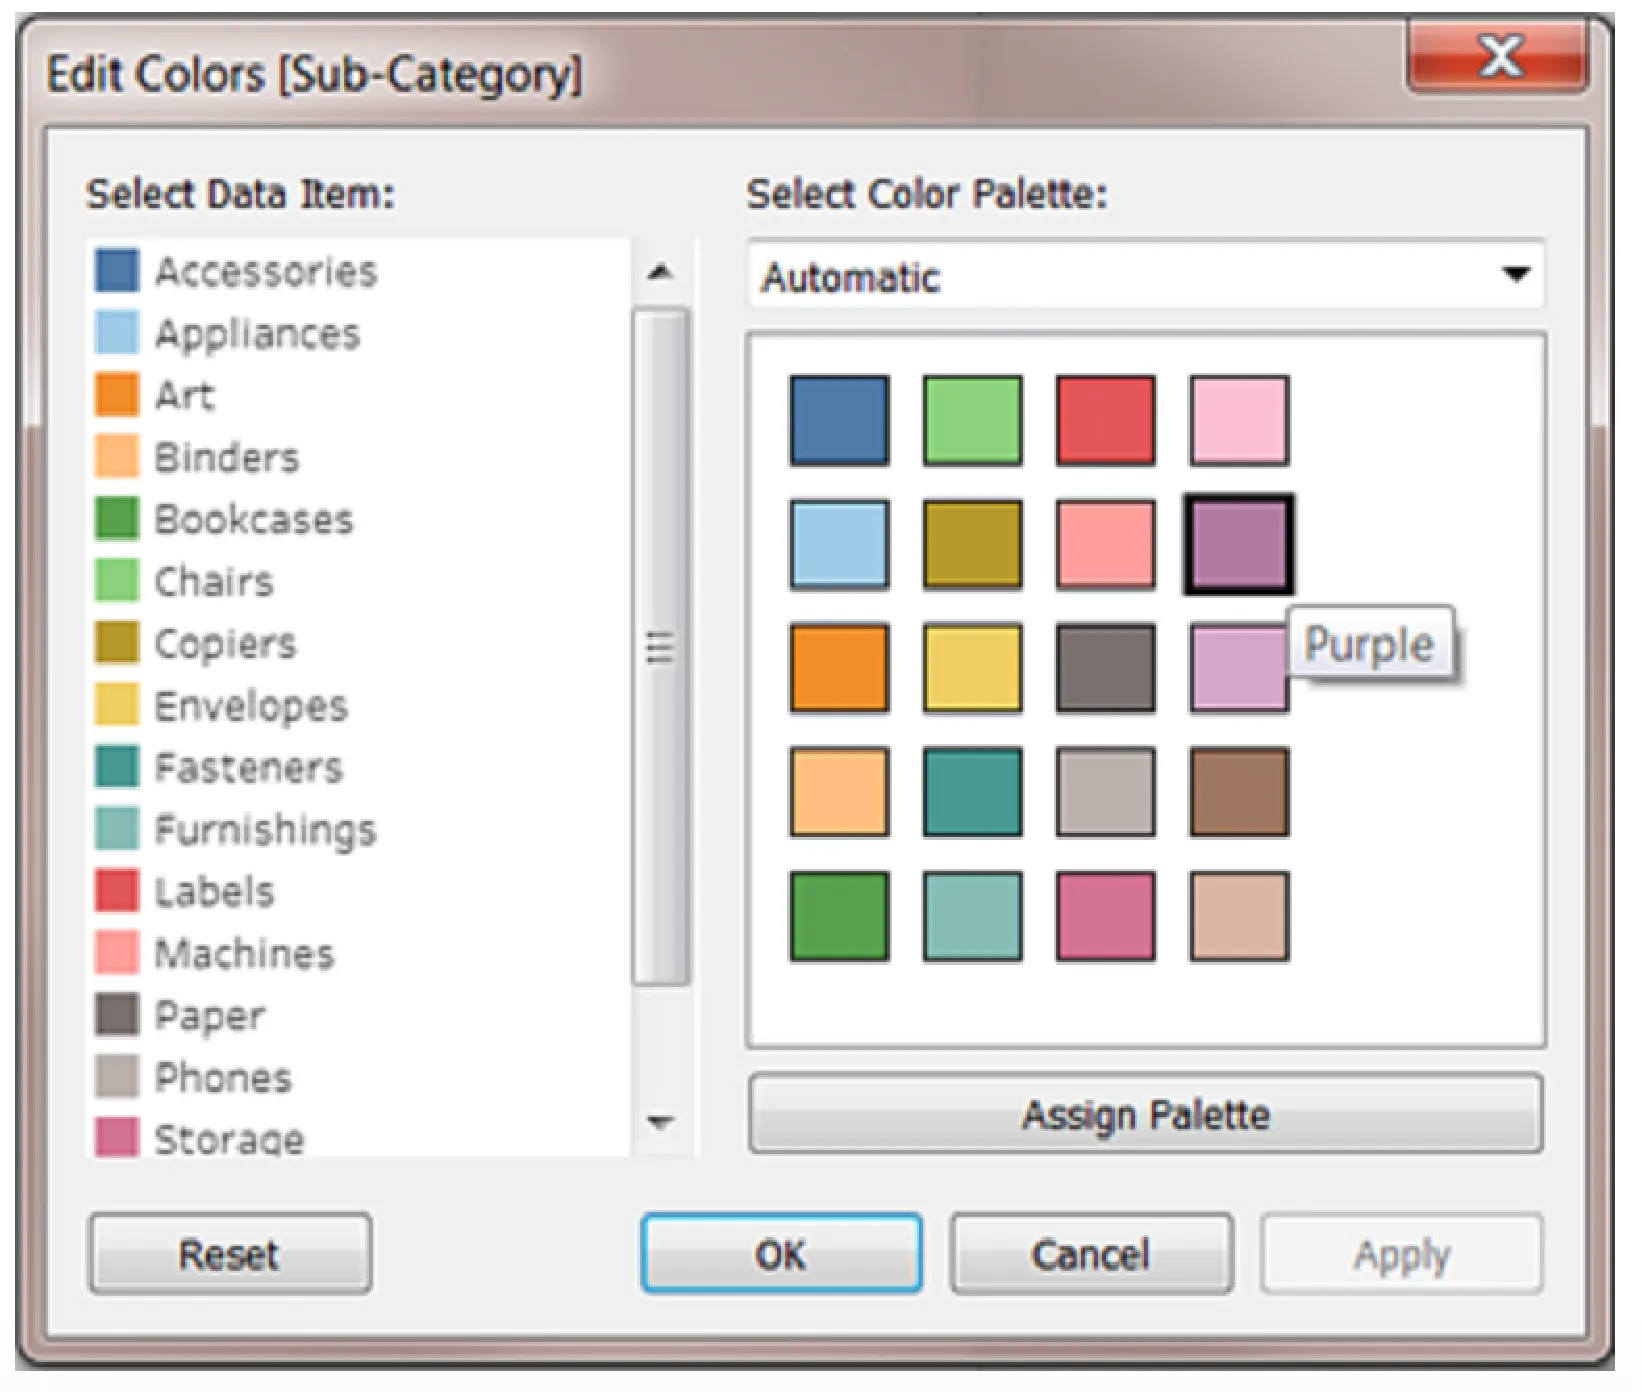 Edit Colors [Sub-Category]
X
Select Data Item:
Accessories
Appliances
Art
Binders
Bookcases
Chairs
Copiers
Envelopes
Fasteners
Furnishings
Labels
Machines
Paper
Phones
Storage
Select Color Palette:
Automatic
Purple
Assign Palette
Reset
OK
Cancel
Apply